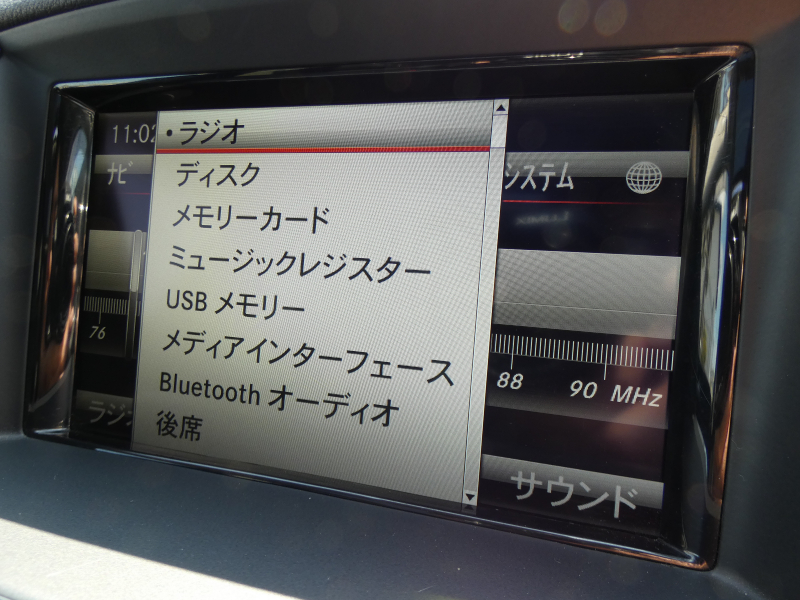 11:02
• ラジオ
ナビ
ディスク
システム
メモリーカード
ミュージックレジスター
USB メモリー
メディアインターフェース
76
88 90 MHz
Bluetooth オーディオ
後席
サウンド